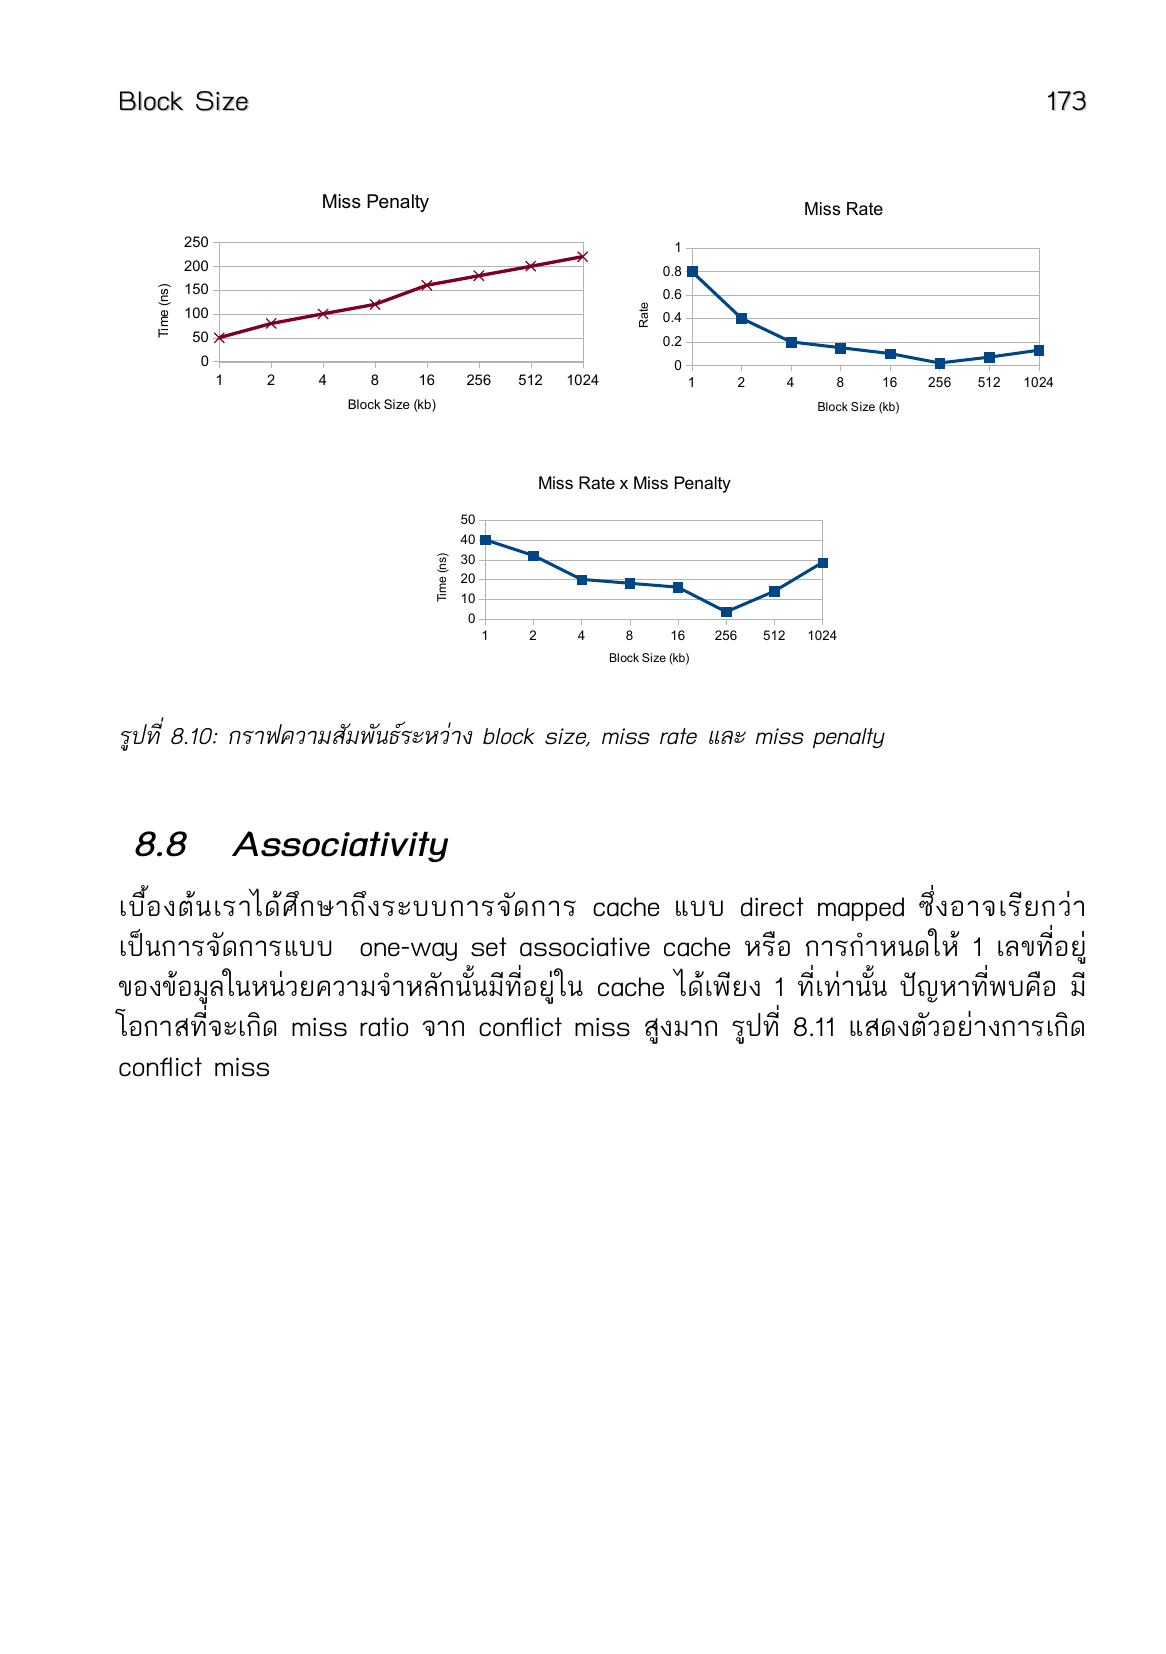 Block Size 173
Miss Penalty
250
200
150
100
50
0
Time (ns)
1 2 4 8 16 256 512 1024
Block Size (kb)
Miss Rate
1
0.8
0.6
0.4
0.2
0
Rate
1 2 4 8 16 256 512 1024
Block Size (kb)
Miss Rate x Miss Penalty
50
40
30
20
10
0
Time (ns)
1 2 4 8 16 256 512 1024
Block Size (kb)
รูปที่ 8.10: กราฟความสัมพันธ์ระหว่าง block size, miss rate และ miss penalty
8.8 Associativity
เบื้องต้นเราได้ศึกษาถึงระบบการจัดการ cache แบบ direct mapped ซึ่งอาจเรียกว่า
เป็นการจัดการแบบ one-way set associative cache หรือ การกำหนดให้ 1 เลขที่อยู่
ของข้อมูลในหน่วยความจำหลักนั้นมีที่อยู่ใน cache ได้เพียง 1 ที่เท่านั้น ปัญหาที่พบคือ มี
โอกาสที่จะเกิด miss ratio จาก conflict miss สูงมาก รูปที่ 8.11 แสดงตัวอย่างการเกิด
conflict miss